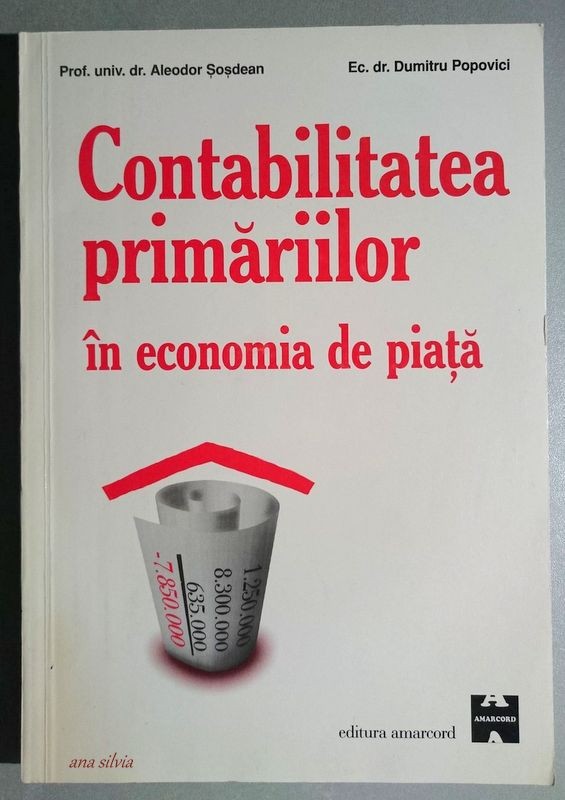 Prof. univ. dr. Aleodor Șoșdean
Ec. dr. Dumitru Popovici
Contabilitatea
primăriilor
în economia de piață
1.250.000
8.300.000
635.000
-7.850.000
editura amarcord
A
AMARCORD
A
ana silvia